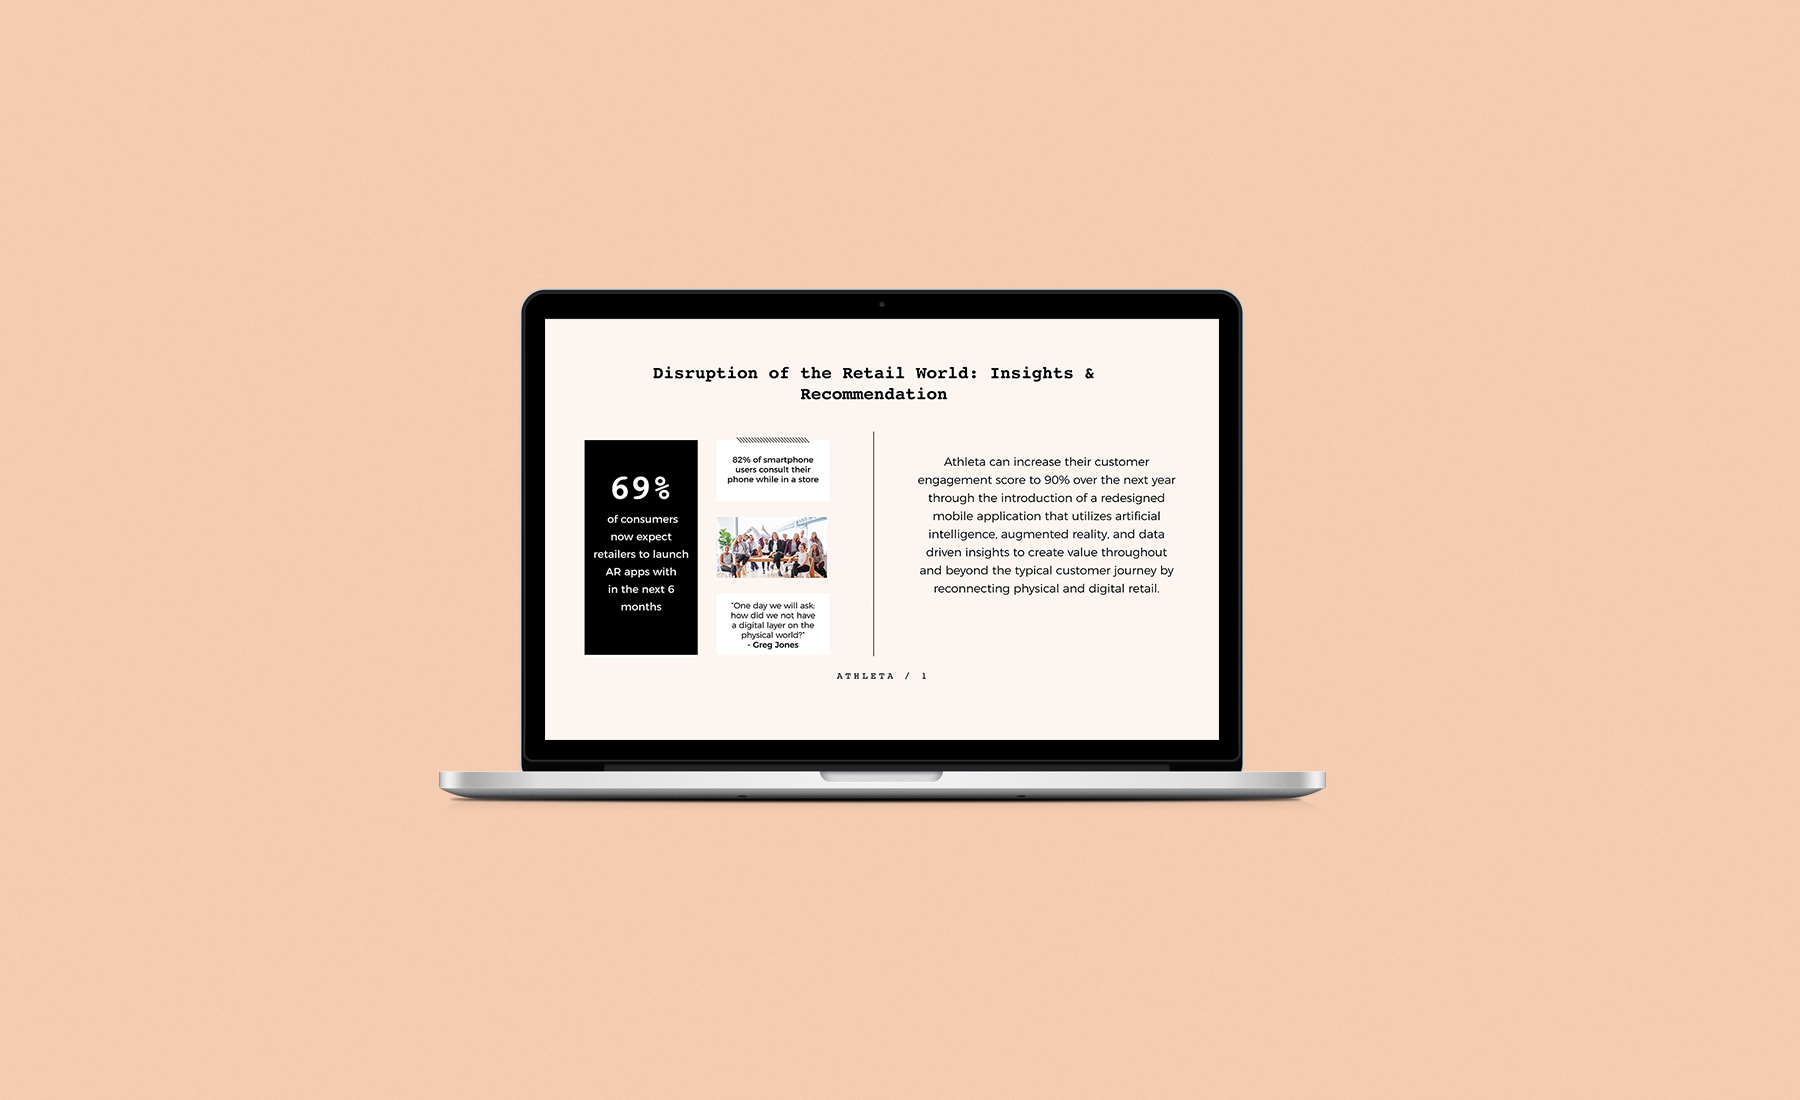 Disruption of the Retail World: Insights &
Recommendation
69%
of consumers
now expect
retailers to launch
AR apps with
in the next 6
months
82% of smartphone
users consult their
phone while in a store
"One day we will ask:
how did we not have
a digital layer on the
physical world?"
- Greg Jones
Athleta can increase their customer
engagement score to 90% over the next year
through the introduction of a redesigned
mobile application that utilizes artificial
intelligence, augmented reality, and data
driven insights to create value throughout
and beyond the typical customer journey by
reconnecting physical and digital retail.
ATHLETA / 1